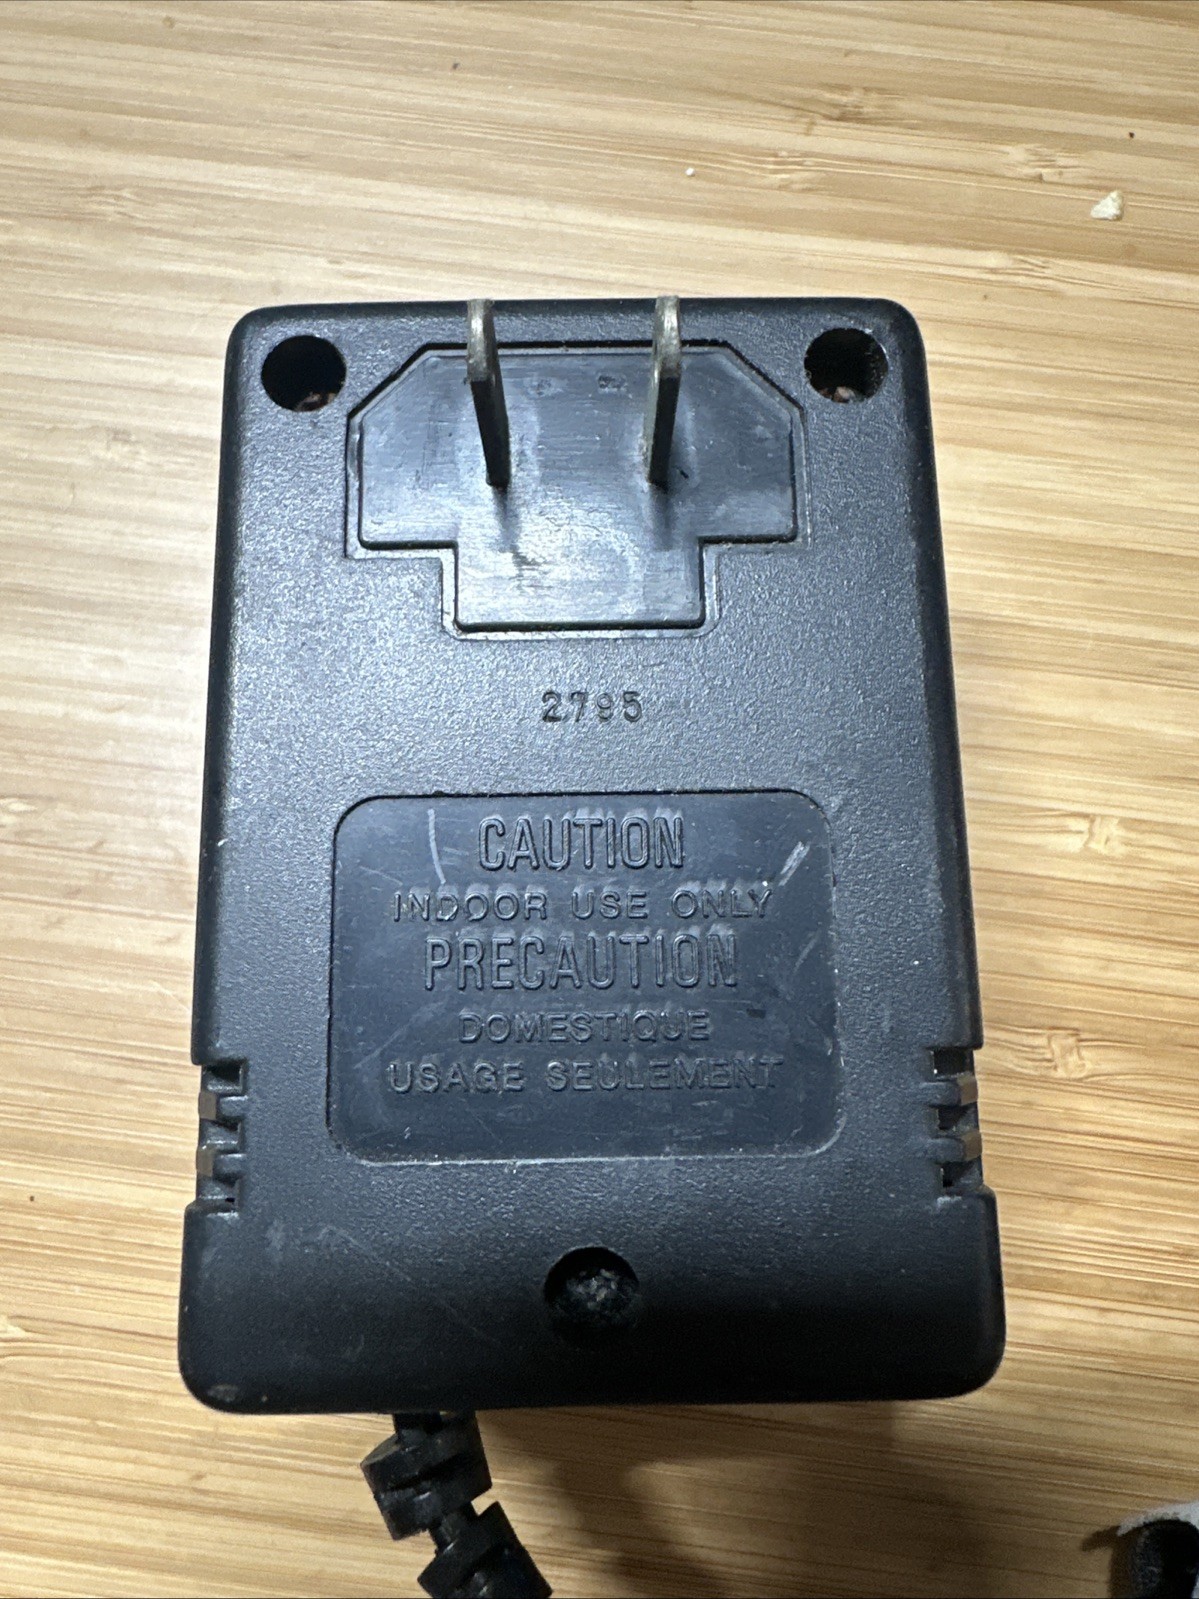 2795
CAUTION
INDOOR USE ONLY
PRECAUTION
DOMESTIQUE
USAGE SEULEMENT